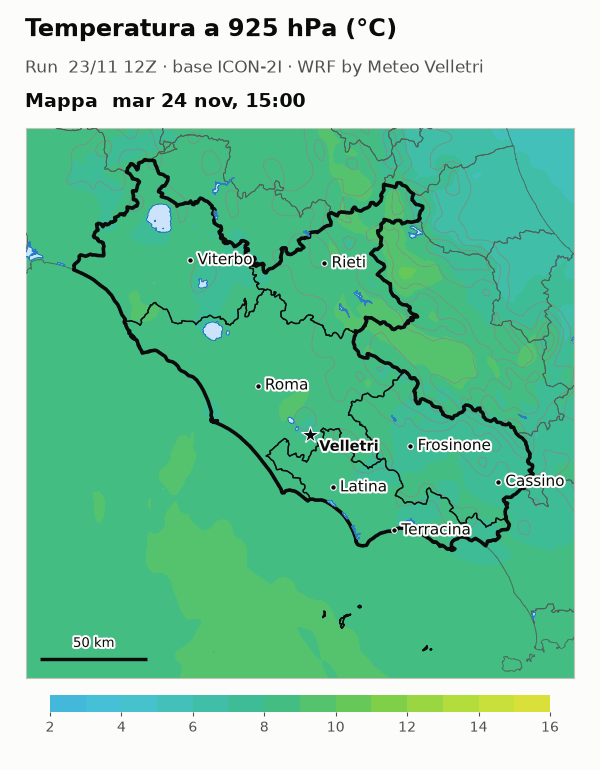 Temperatura a 925 hPa (°C)
Run  23/11 12Z · base ICON-2I · WRF by Meteo Velletri
Mappa  mar 24 nov, 15:00
Viterbo
Rieti
Roma
Velletri
Frosinone
Cassino
Latina
Terracina
50 km
2 4 6 8 10 12 14 16